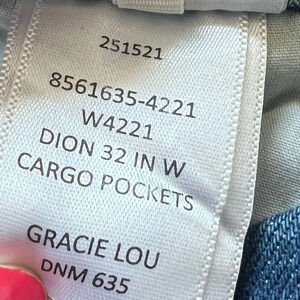 251521
8561635-4221
W4221
DION 32 IN W
CARGO POCKETS
GRACIE LOU
DNM 635